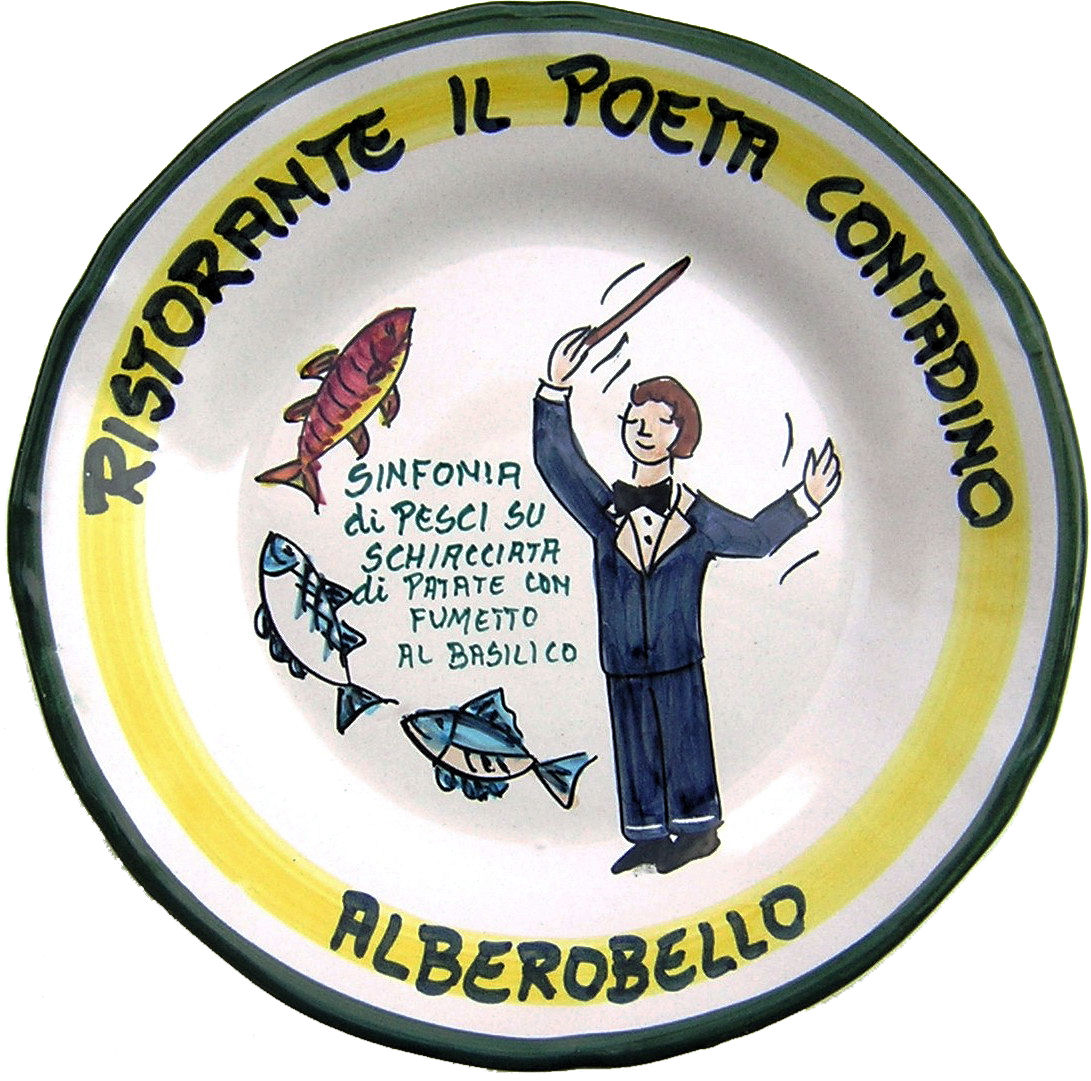 RISTORANTE IL POETA CONTADINO
SINFONIA
di PESCI SU
SCHIACCIATA
di PATATE CON
FUMETTO
AL BASILICO
ALBEROBELLO